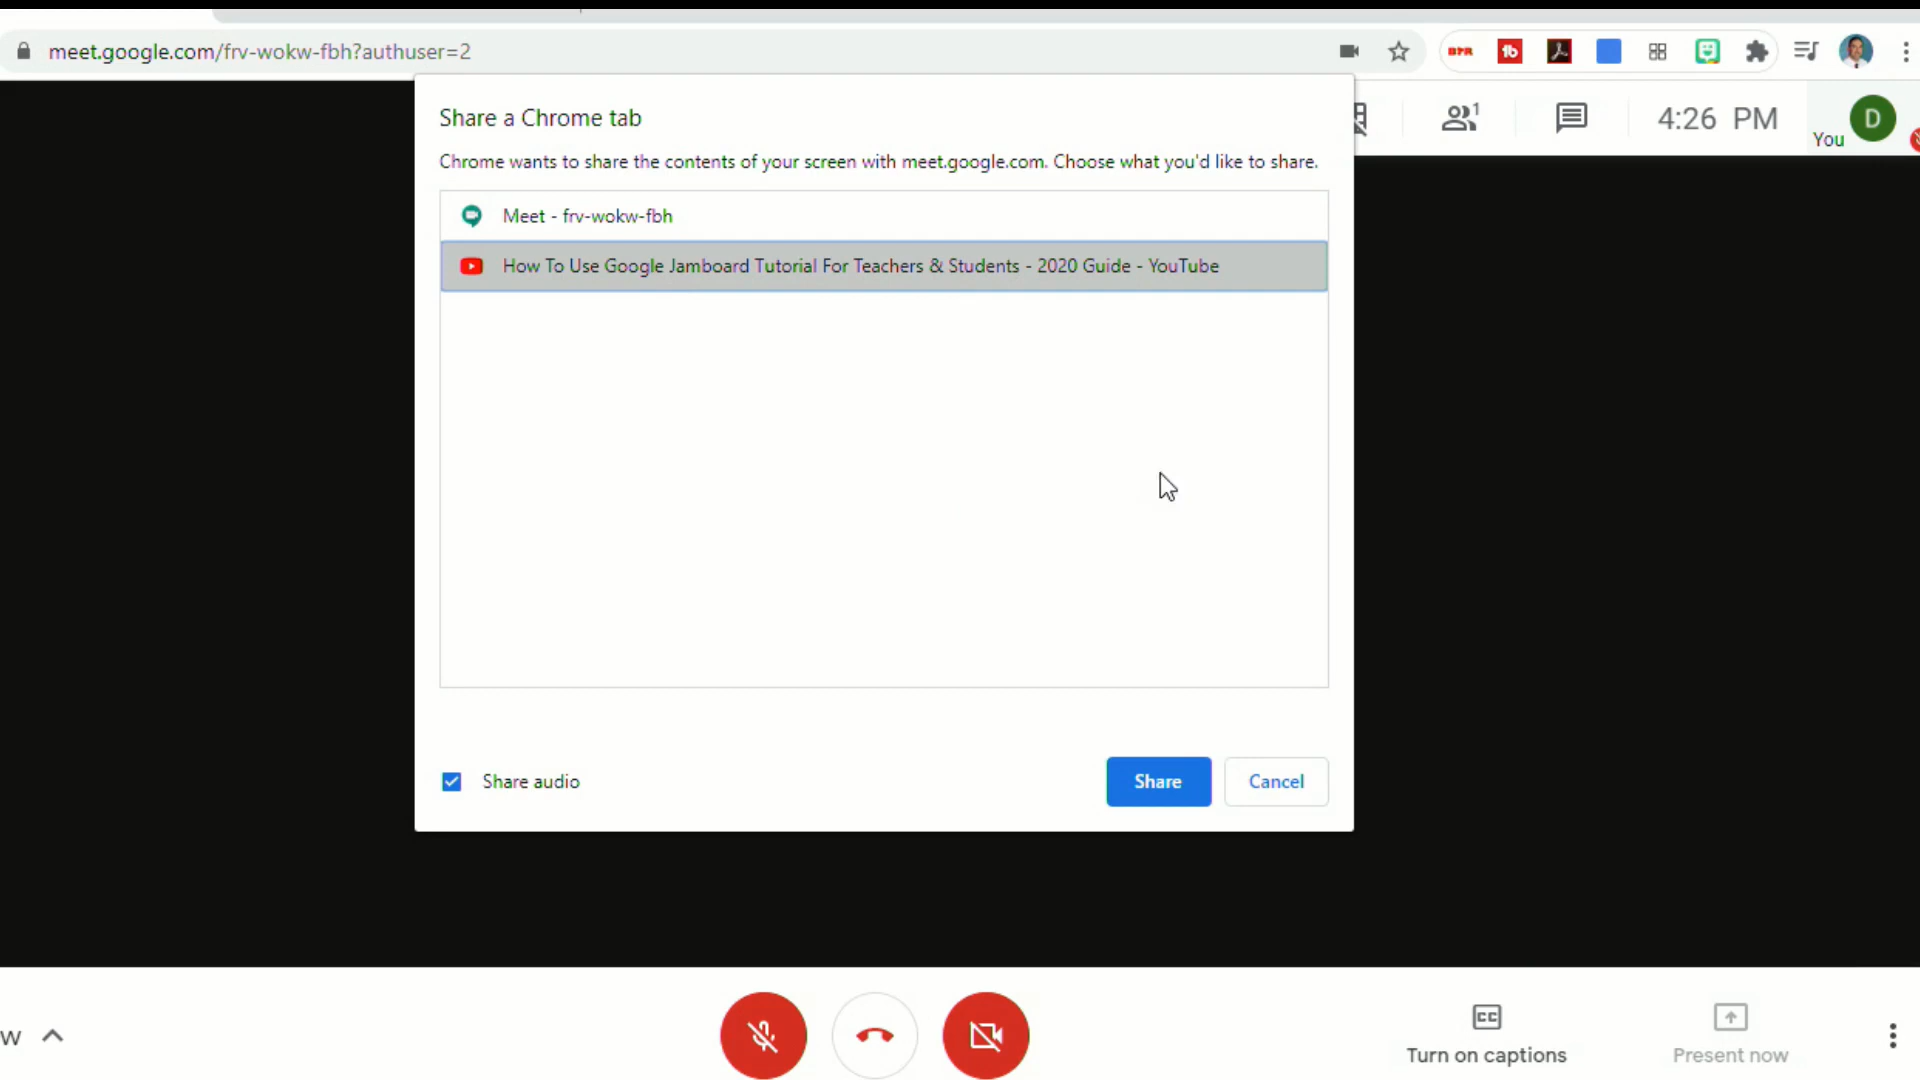 meet.google.com/frv-wokw-fbh?authuser=2
Share a Chrome tab
Chrome wants to share the contents of your screen with meet.google.com. Choose what you'd like to share.
Meet - frv-wokw-fbh
How To Use Google Jamboard Tutorial For Teachers & Students - 2020 Guide - YouTube
Share audio
Share
Cancel
1
4:26 PM
You
D
w
CC
Turn on captions
Present now